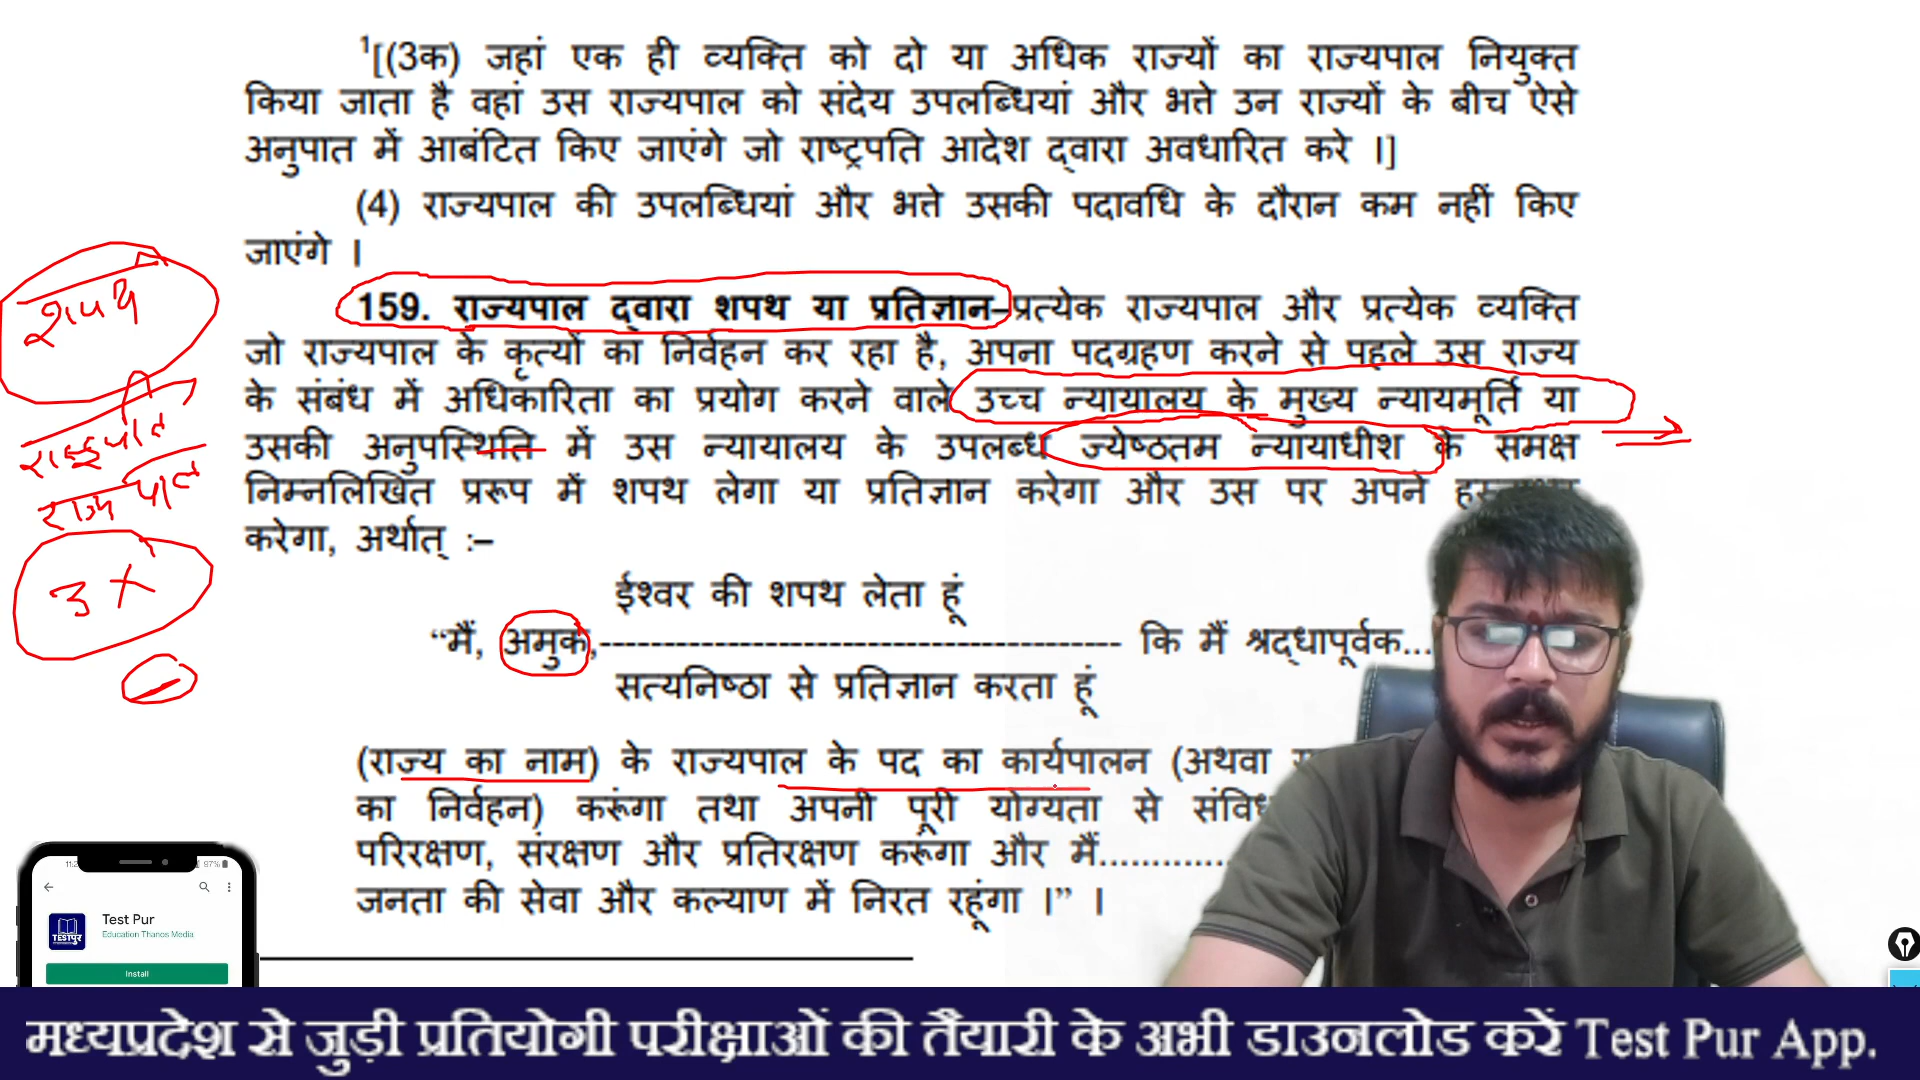 ¹[(3क) जहां एक ही व्यक्ति को दो या अधिक राज्यों का राज्यपाल नियुक्त
किया जाता है वहां उस राज्यपाल को संदेय उपलब्धियां और भत्ते उन राज्यों के बीच ऐसे
अनुपात में आबंटित किए जाएंगे जो राष्ट्रपति आदेश द्वारा अवधारित करे ।]
(4) राज्यपाल की उपलब्धियां और भत्ते उसकी पदावधि के दौरान कम नहीं किए
जाएंगे ।
159. राज्यपाल द्वारा शपथ या प्रतिज्ञान–प्रत्येक राज्यपाल और प्रत्येक व्यक्ति
जो राज्यपाल के कृत्यों का निर्वहन कर रहा है, अपना पदग्रहण करने से पहले उस राज्य
के संबंध में अधिकारिता का प्रयोग करने वाले उच्च न्यायालय के मुख्य न्यायमूर्ति या
उसकी अनुपस्थिति में उस न्यायालय के उपलब्ध ज्येष्ठतम न्यायाधीश के समक्ष
निम्नलिखित प्ररूप में शपथ लेगा या प्रतिज्ञान करेगा और उस पर अपने
करेगा, अर्थात् :–
ईश्वर की शपथ लेता हूं
“मैं, अमुक,---------------------------------------- कि मैं श्रद्धापूर्वक...
सत्यनिष्ठा से प्रतिज्ञान करता हूं
(राज्य का नाम) के राज्यपाल के पद का कार्यपालन (अथवा
का निर्वहन) करूंगा तथा अपनी पूरी योग्यता से
परिरक्षण, संरक्षण और प्रतिरक्षण करूंगा और मैं.............
जनता की सेवा और कल्याण में निरत रहूंगा ।” ।
शपथ
राज्य पाल
3 X
97%
Test Pur
Education Thanos Media
टेस्टपुर
Install
मध्यप्रदेश से जुड़ी प्रतियोगी परीक्षाओं की तैयारी के अभी डाउनलोड करें Test Pur App.